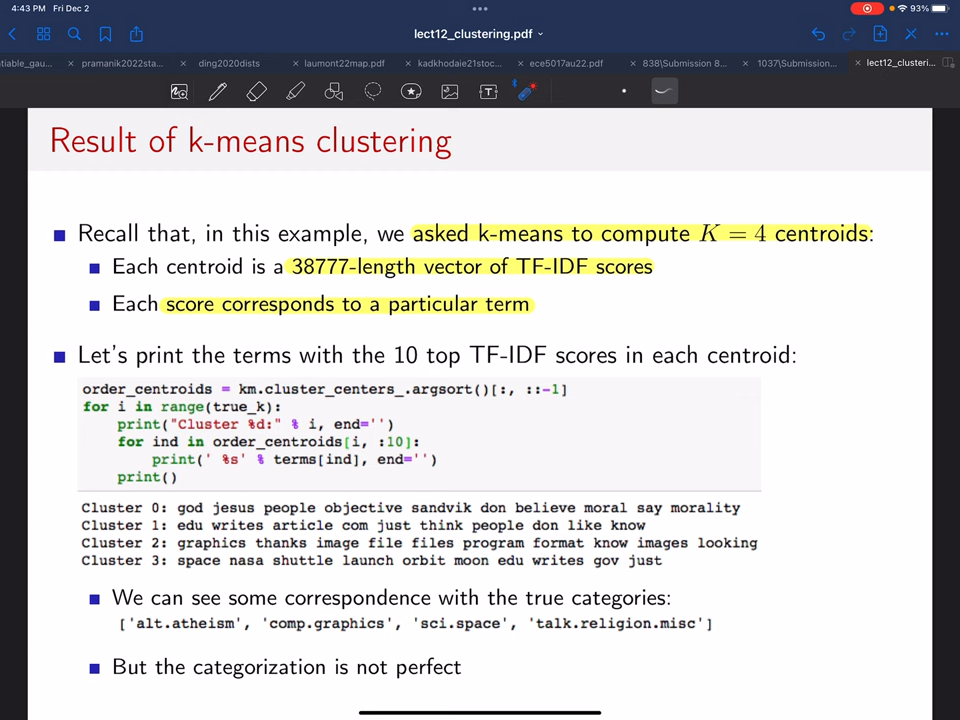 4:43 PM Fri Dec 2
93%
lect12_clustering.pdf
tiable_gau...
pramanik2022sta...
ding2020dists
laumont22map.pdf
kadkhodaie21stoc...
ece5017au22.pdf
838\Submission 8...
1037\Submission...
lect12_clusteri...
Result of k-means clustering
Recall that, in this example, we asked k-means to compute K = 4 centroids:
Each centroid is a 38777-length vector of TF-IDF scores
Each score corresponds to a particular term
Let's print the terms with the 10 top TF-IDF scores in each centroid:
order_centroids = km.cluster_centers_.argsort()[:, ::-1]
for i in range(true_k):
    print("Cluster %d:" % i, end='')
    for ind in order_centroids[i, :10]:
        print(' %s' % terms[ind], end='')
    print()
Cluster 0: god jesus people objective sandvik don believe moral say morality
Cluster 1: edu writes article com just think people don like know
Cluster 2: graphics thanks image file files program format know images looking
Cluster 3: space nasa shuttle launch orbit moon edu writes gov just
We can see some correspondence with the true categories:
['alt.atheism', 'comp.graphics', 'sci.space', 'talk.religion.misc']
But the categorization is not perfect